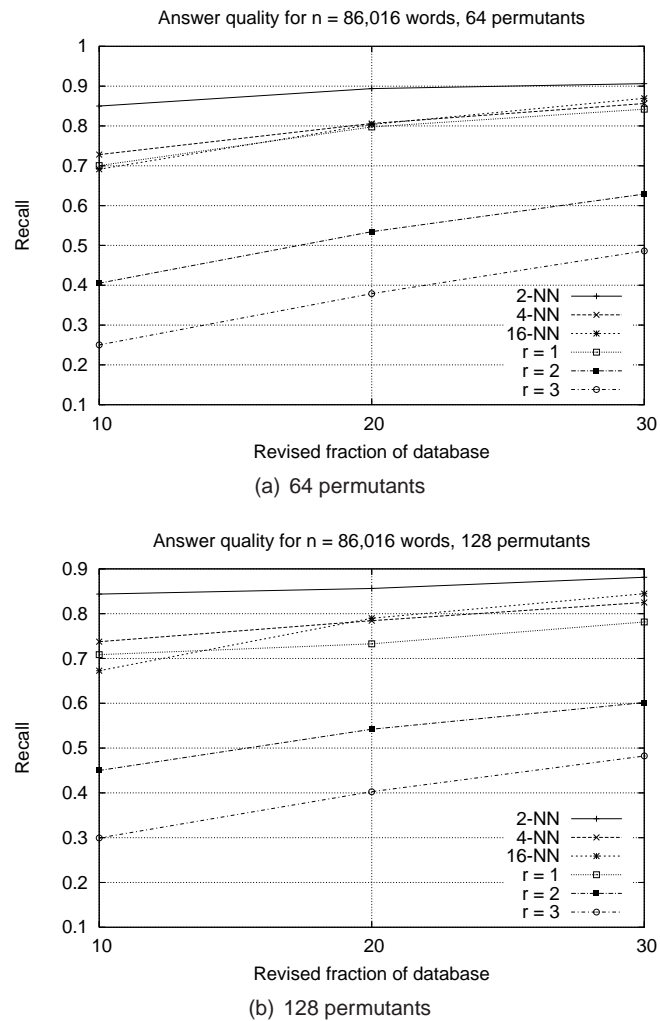 Answer quality for n = 86,016 words, 64 permutants
1
0.9
0.8
0.7
0.6
0.5
0.4
0.3
0.2
0.1
Recall
2-NN
4-NN
16-NN
r = 1
r = 2
r = 3
10 20 30
Revised fraction of database
(a) 64 permutants
Answer quality for n = 86,016 words, 128 permutants
0.9
0.8
0.7
0.6
0.5
0.4
0.3
0.2
0.1
Recall
2-NN
4-NN
16-NN
r = 1
r = 2
r = 3
10 20 30
Revised fraction of database
(b) 128 permutants